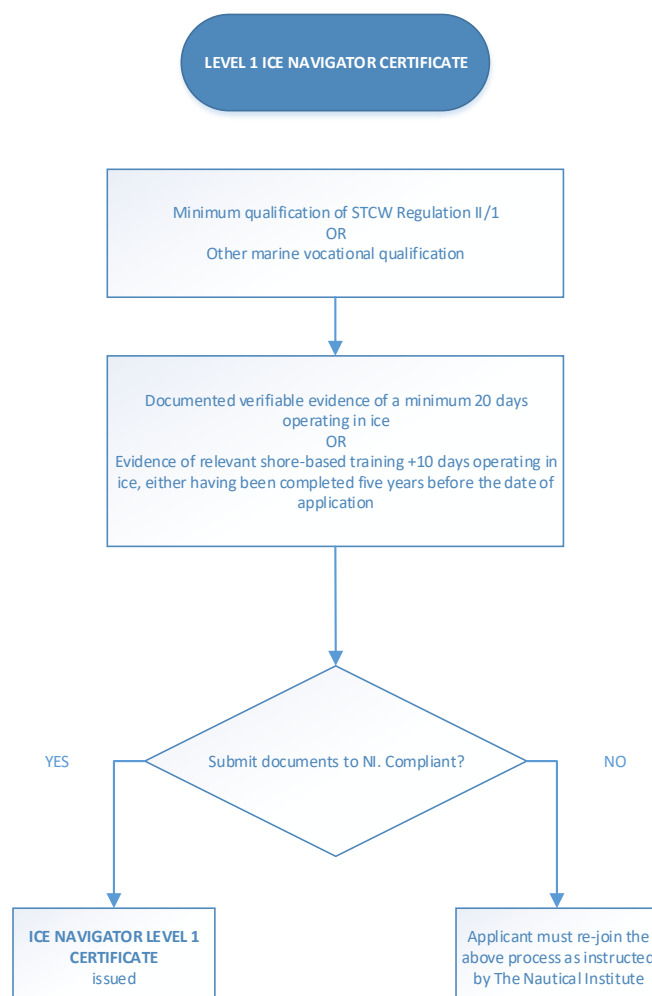 LEVEL 1 ICE NAVIGATOR CERTIFICATE
Minimum qualification of STCW Regulation II/1
OR
Other marine vocational qualification
Documented verifiable evidence of a minimum 20 days
operating in ice
OR
Evidence of relevant shore-based training +10 days operating in
ice, either having been completed five years before the date of
application
YES
Submit documents to NI. Compliant?
NO
ICE NAVIGATOR LEVEL 1
CERTIFICATE
issued
Applicant must re-join the
above process as instructed
by The Nautical Institute